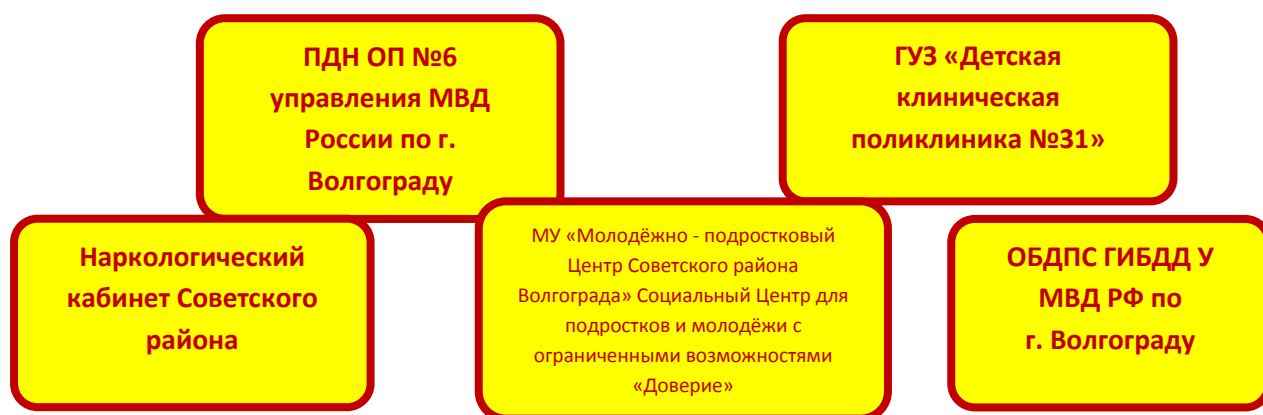 ПДН ОП №6
управления МВД
России по г.
Волгограду
ГУЗ «Детская
клиническая
поликлиника №31»
Наркологический
кабинет Советского
района
МУ «Молодёжно - подростковый
Центр Советского района
Волгограда» Социальный Центр для
подростков и молодёжи с
ограниченными возможностями
«Доверие»
ОБДПС ГИБДД У
МВД РФ по
г. Волгограду